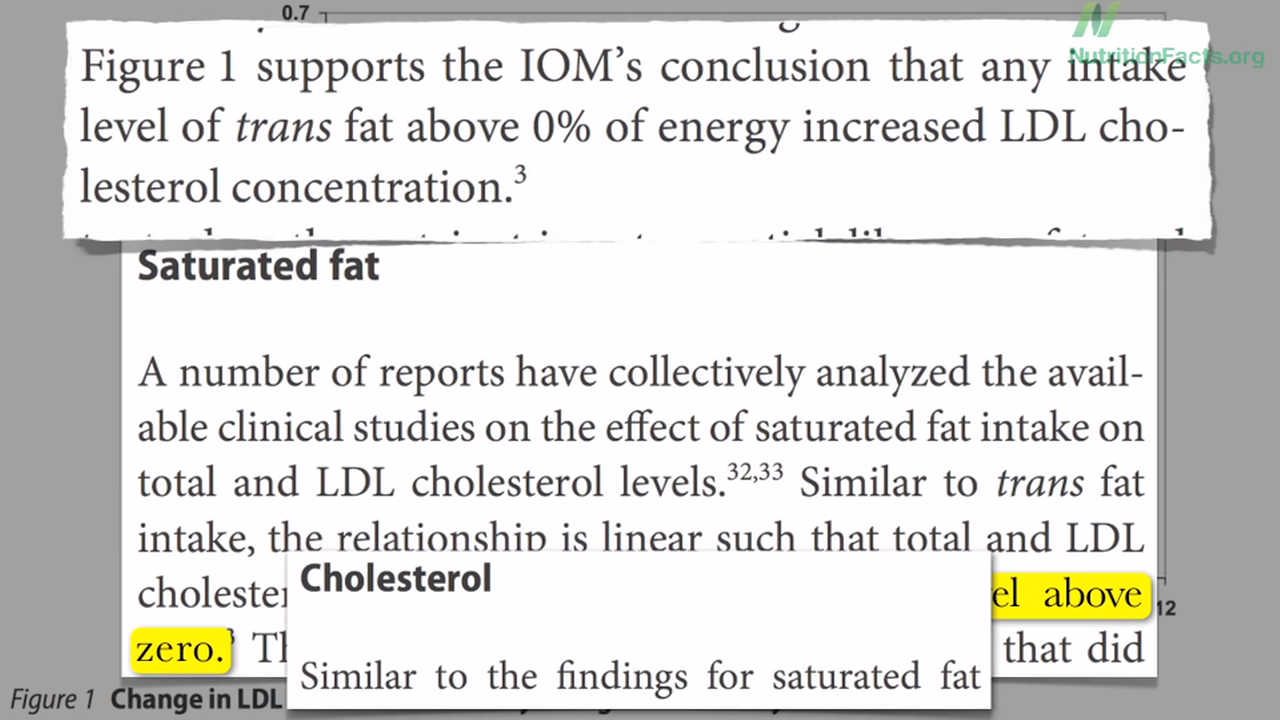 0.7
NutritionFacts.org
Figure 1 supports the IOM's conclusion that any intake
level of trans fat above 0% of energy increased LDL cho-
lesterol concentration.3
Saturated fat
A number of reports have collectively analyzed the avail-
able clinical studies on the effect of saturated fat intake on
total and LDL cholesterol levels.32,33 Similar to trans fat
intake, the relationship is linear such that total and LDL
above
12
zero. that did
Cholesterol
Similar to the findings for saturated fat
Figure 1 Change in LDL